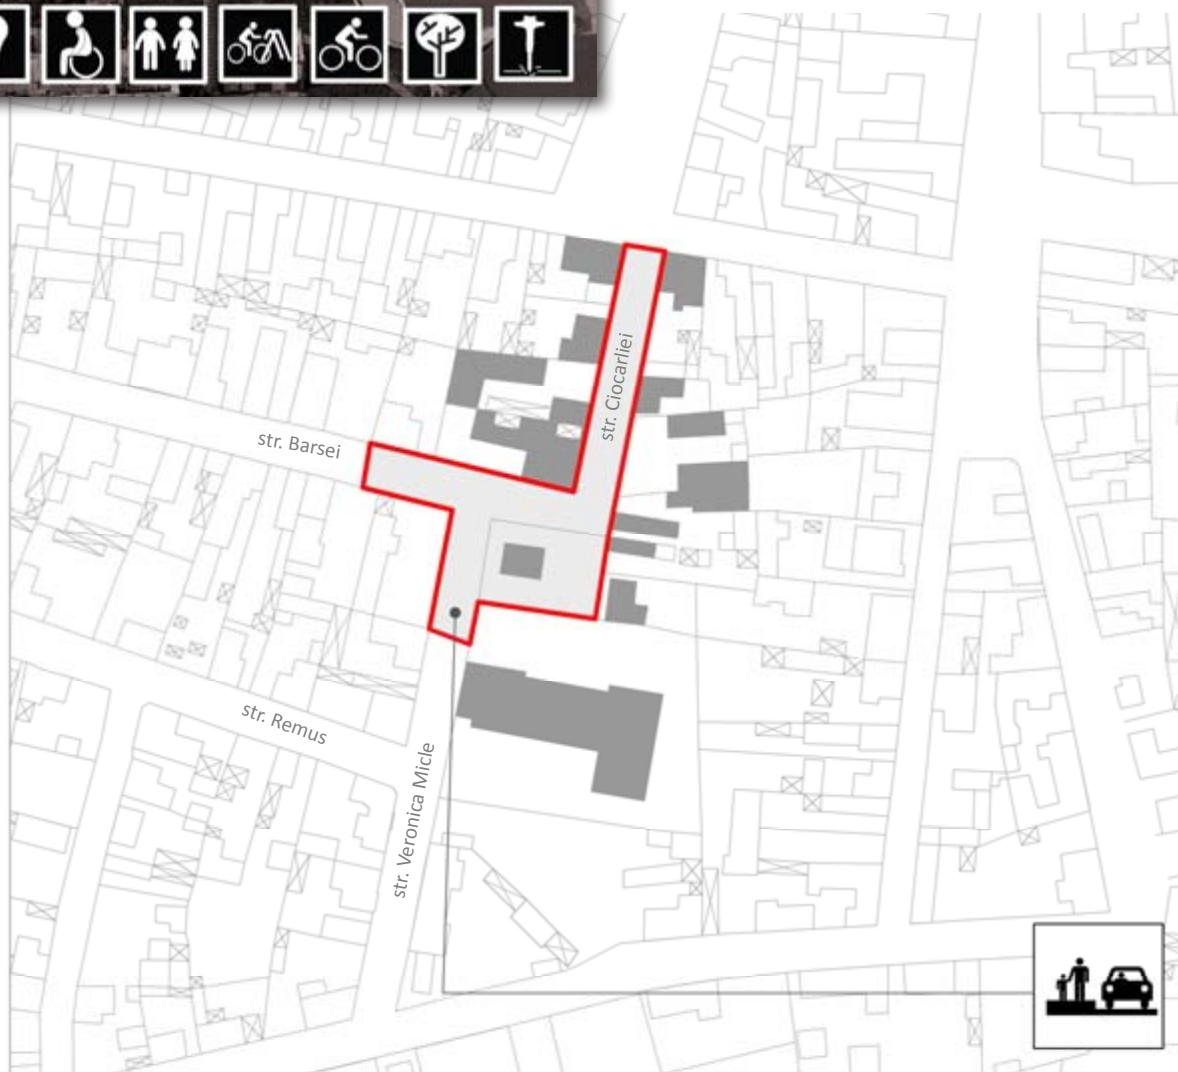 str. Ciocarliei
str. Barsei
str. Remus
str. Veronica Micle